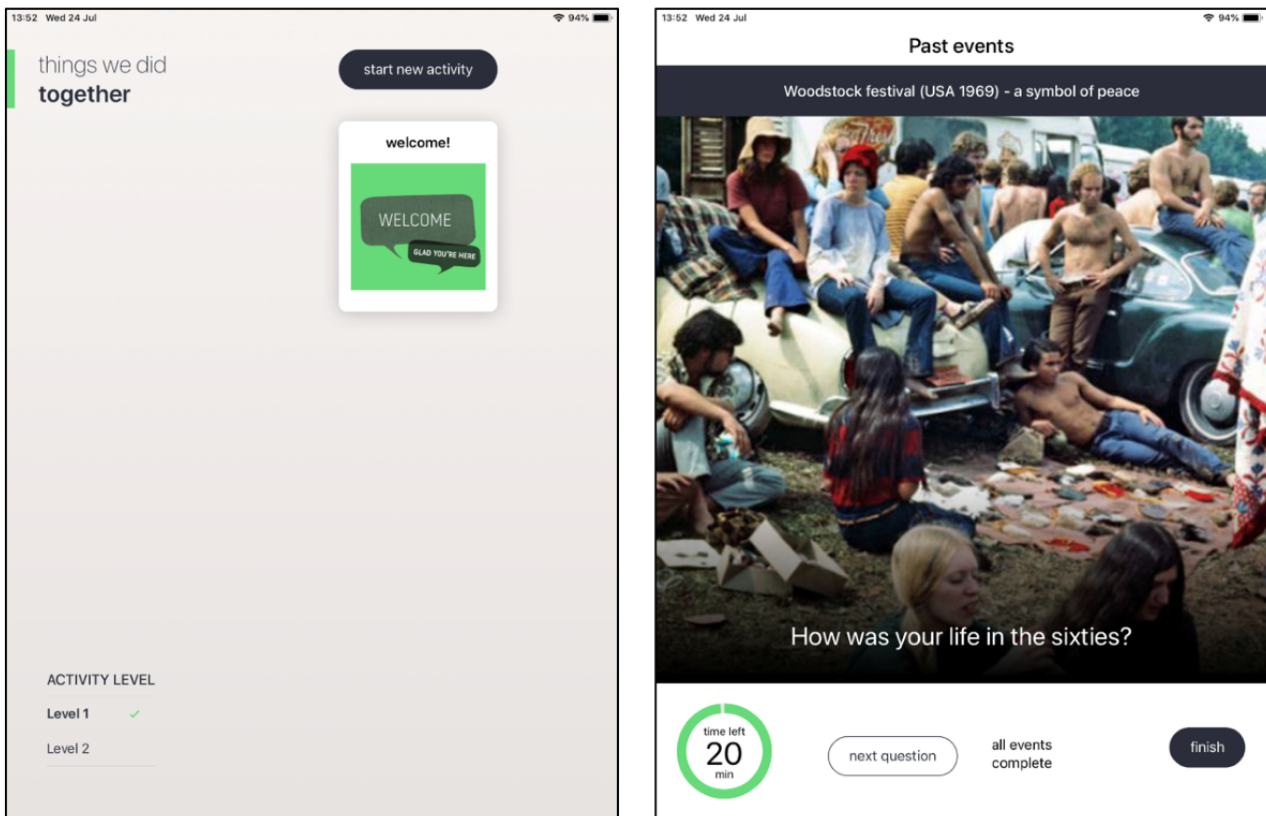 13:52 Wed 24 Jul
94%
things we did
together
start new activity
welcome!
WELCOME
GLAD YOU'RE HERE
ACTIVITY LEVEL
Level 1
Level 2
13:52 Wed 24 Jul
94%
Past events
Woodstock festival (USA 1969) - a symbol of peace
How was your life in the sixties?
time left
20
min
next question
all events
complete
finish